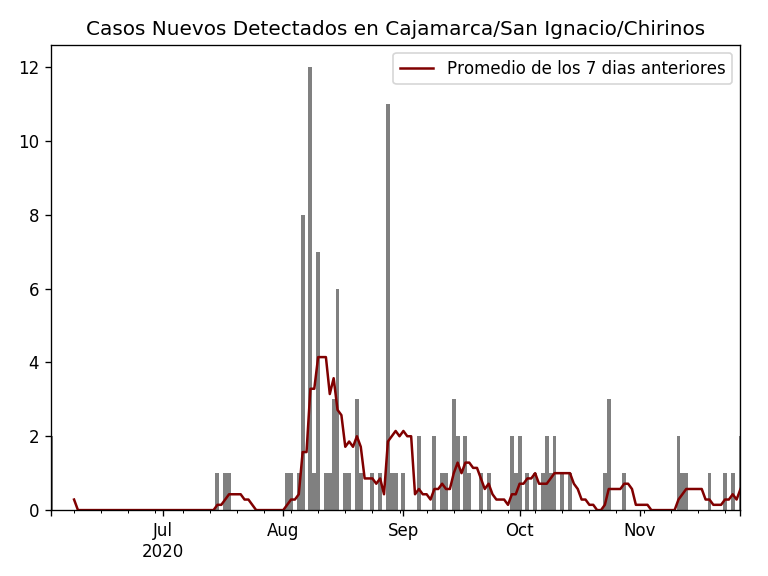 Casos Nuevos Detectados en Cajamarca/San Ignacio/Chirinos
Promedio de los 7 dias anteriores
12
10
8
6
4
2
0
Jul Aug Sep Oct Nov
2020